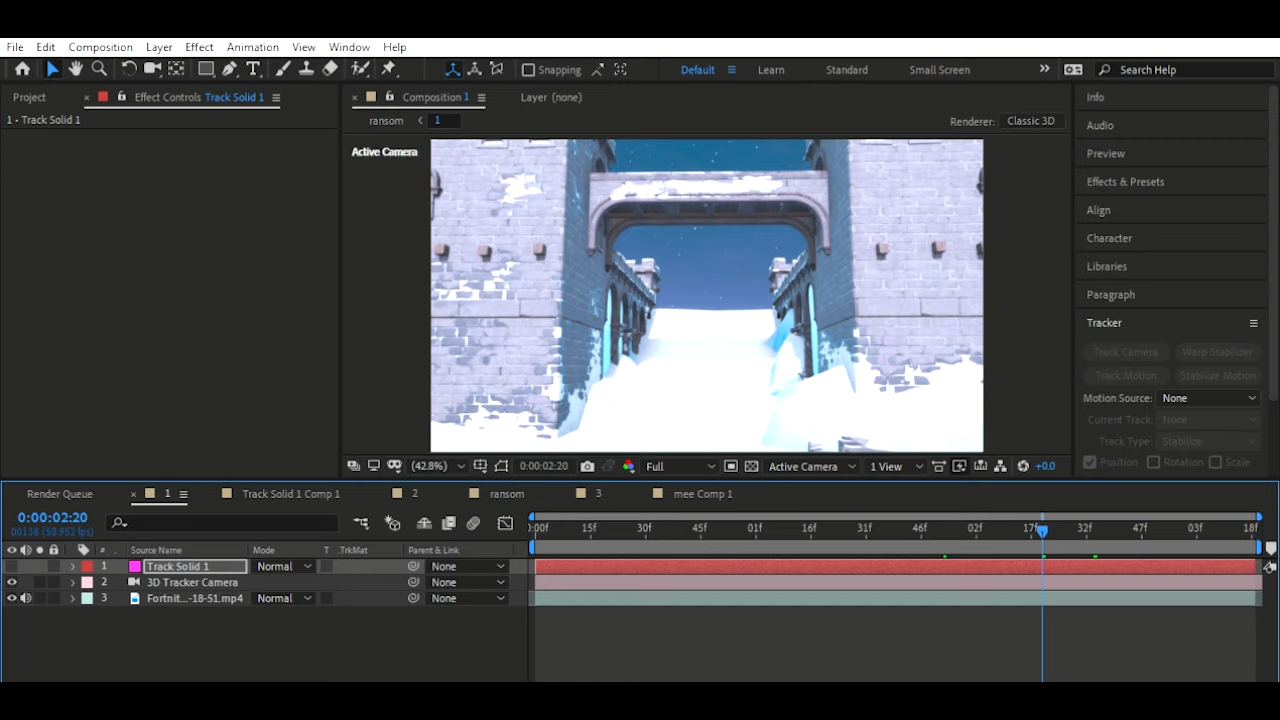 File Edit Composition Layer Effect Animation View Window Help
Snapping Default Learn Standard Small Screen Search Help
Project Effect Controls Track Solid 1 Composition 1 Layer (none) Info
1 • Track Solid 1 ransom 1 Renderer: Classic 3D Audio
Active Camera
Preview
Effects & Presets
Align
Character
Libraries
Paragraph
Tracker
Track Camera Warp Stabilizer
Track Motion Stabilize Motion
Motion Source: None
Current Track: None
Track Type: Stabilize
Position Rotation Scale
(42.8%) 0:00:02:20 Full Active Camera 1 View +0.0
Render Queue 1 Track Solid 1 Comp 1 2 ransom 3 mee Comp 1
0:00:02:20
00138 (58.952 fps)
):00f 15f 30f 45f 01f 16f 31f 46f 02f 17f 32f 47f 03f 18f
# Source Name Mode T .TrkMat Parent & Link
1 Track Solid 1 Normal None
2 3D Tracker Camera None
3 Fortnit...-18-51.mp4 Normal None